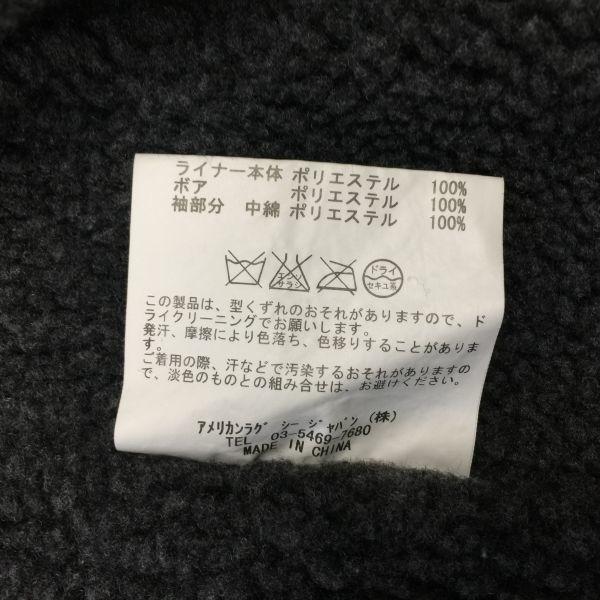 ライナー本体 ポリエステル 100%
ボア ポリエステル 100%
袖部分 中綿 ポリエステル 100%
エンソ サラシ ドライ セキユ系
この製品は、型くずれのおそれがありますので、ド
ライクリーニングでお願いします。
発汗、摩擦により色落ち、色移りすることがありま
す。
ご着用の際、汗などで汚染するおそれがありますの
で、淡色のものとの組み合せは、お避けください。
アメリカンラグ シー ジャパン (株)
TEL 03-5469-7680
MADE IN CHINA